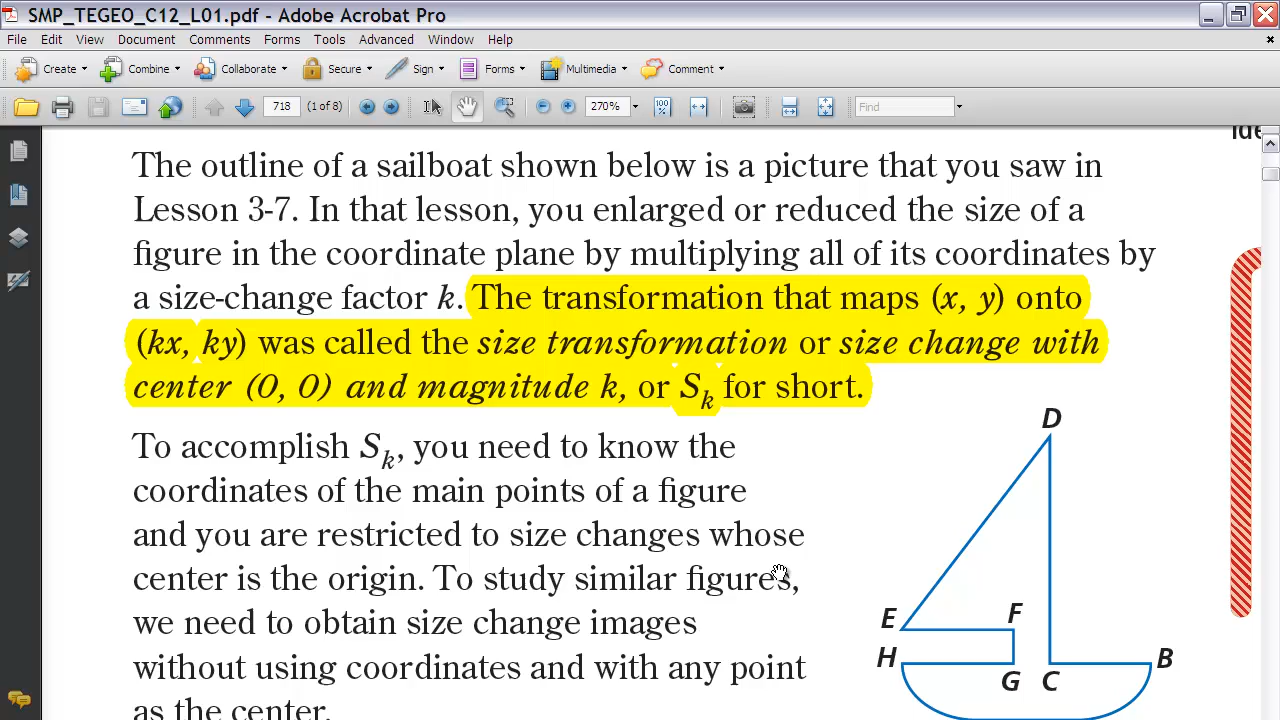 SMP_TEGEO_C12_L01.pdf - Adobe Acrobat Pro
File Edit View Document Comments Forms Tools Advanced Window Help
Create Combine Collaborate Secure Sign Forms Multimedia Comment
718 (1 of 8) 270% Find
The outline of a sailboat shown below is a picture that you saw in
Lesson 3-7. In that lesson, you enlarged or reduced the size of a
figure in the coordinate plane by multiplying all of its coordinates by
a size-change factor k. The transformation that maps (x, y) onto
(kx, ky) was called the size transformation or size change with
center (0, 0) and magnitude k, or Sk for short.
To accomplish Sk, you need to know the
coordinates of the main points of a figure
and you are restricted to size changes whose
center is the origin. To study similar figures,
we need to obtain size change images
without using coordinates and with any point
as the center.
D
E F
H B
G C